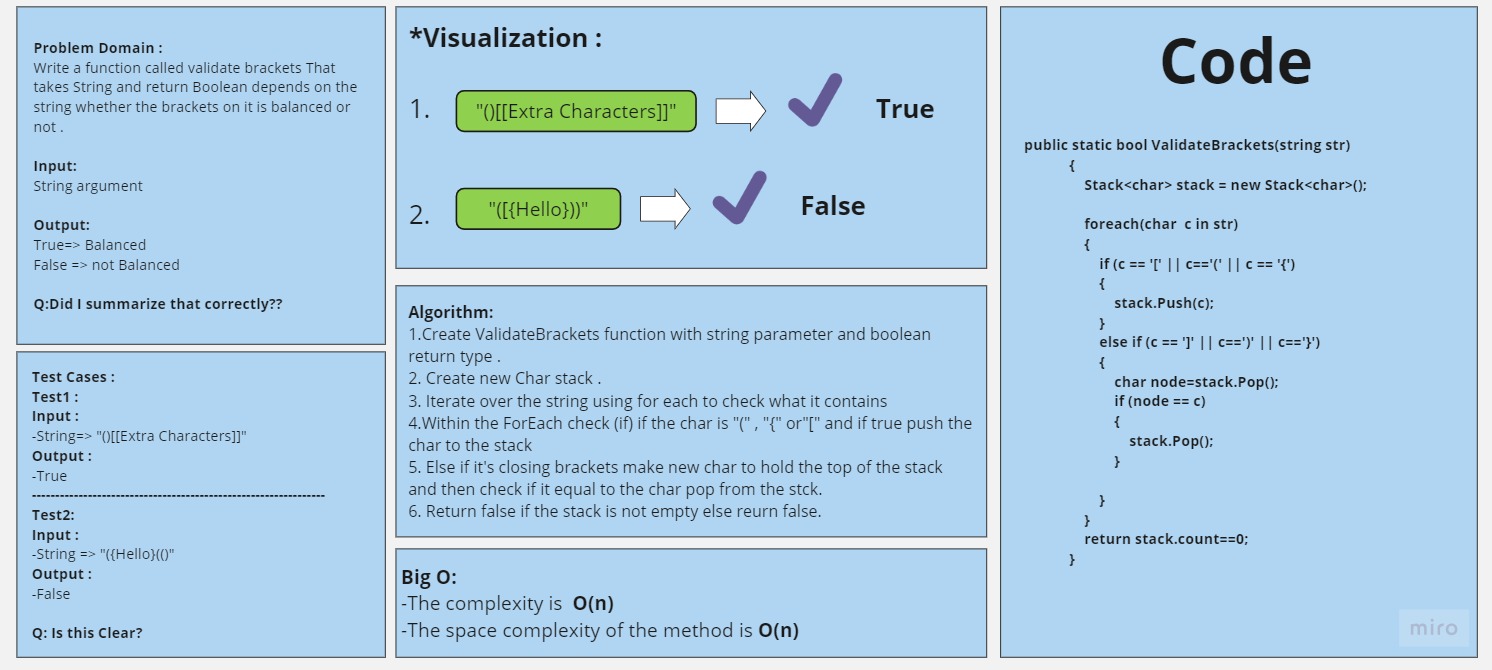 Problem Domain :
Write a function called validate brackets That
takes String and return Boolean depends on the
string whether the brackets on it is balanced or
not .
Input:
String argument
Output:
True=> Balanced
False => not Balanced
Q:Did I summarize that correctly??
Test Cases :
Test1 :
Input :
-String=> "()[[Extra Characters]]"
Output :
-True
------------------------------------------------------------
Test2:
Input :
-String => "({Hello}(()"
Output :
-False
Q: Is this Clear?
*Visualization :
1. "()[[Extra Characters]]" True
2. "([{Hello}))" False
Algorithm:
1.Create ValidateBrackets function with string parameter and boolean
return type .
2. Create new Char stack .
3. Iterate over the string using for each to check what it contains
4.Within the ForEach check (if) if the char is "(" , "{" or"[" and if true push the
char to the stack
5. Else if it's closing brackets make new char to hold the top of the stack
and then check if it equal to the char pop from the stck.
6. Return false if the stack is not empty else reurn false.
Big O:
-The complexity is O(n)
-The space complexity of the method is O(n)
Code
public static bool ValidateBrackets(string str)
{
Stack<char> stack = new Stack<char>();
foreach(char c in str)
{
if (c == '[' || c=='(' || c == '{')
{
stack.Push(c);
}
else if (c == ']' || c==')' || c=='}')
{
char node=stack.Pop();
if (node == c)
{
stack.Pop();
}
}
}
return stack.count==0;
}
miro